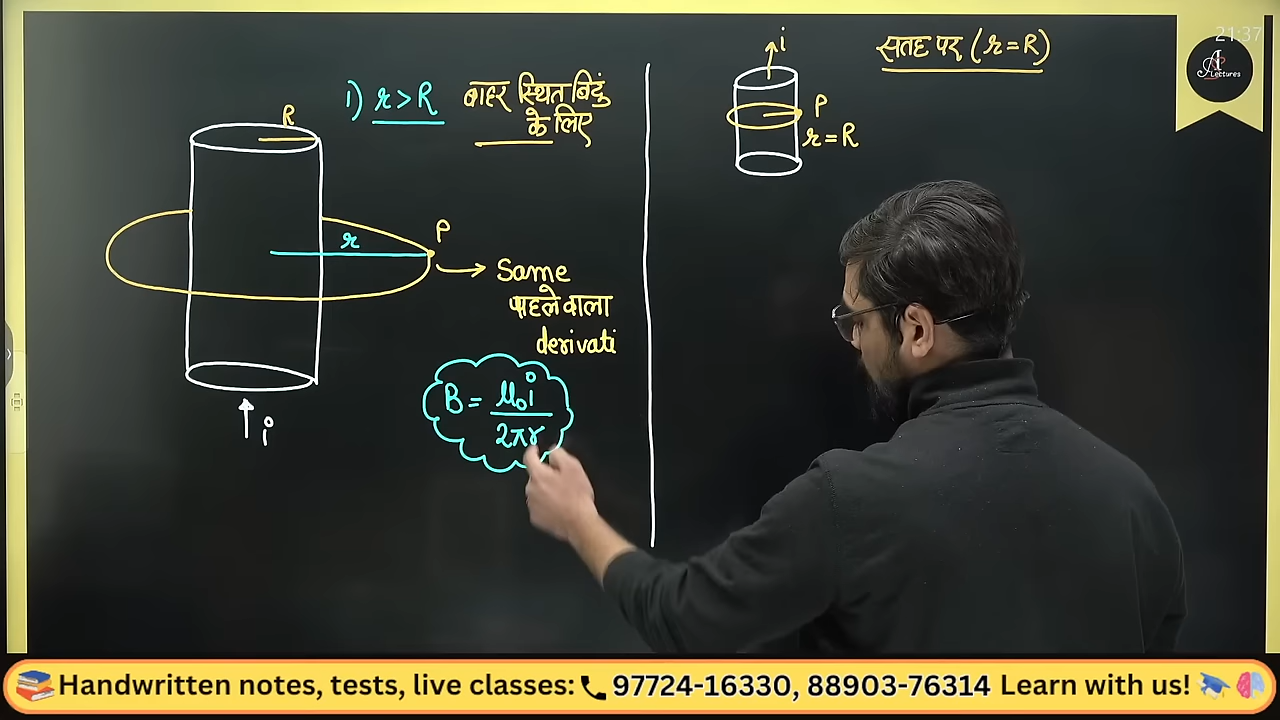 R
1) r > R बाहर स्थित बिंदु
के लिए
r
P
→ Same
पहले वाला
derivati
B = μ₀i
2πr
↑ i
i
सतह पर (r = R)
P
r = R
21:37
A
Lectures
Handwritten notes, tests, live classes: 97724-16330, 88903-76314 Learn with us!